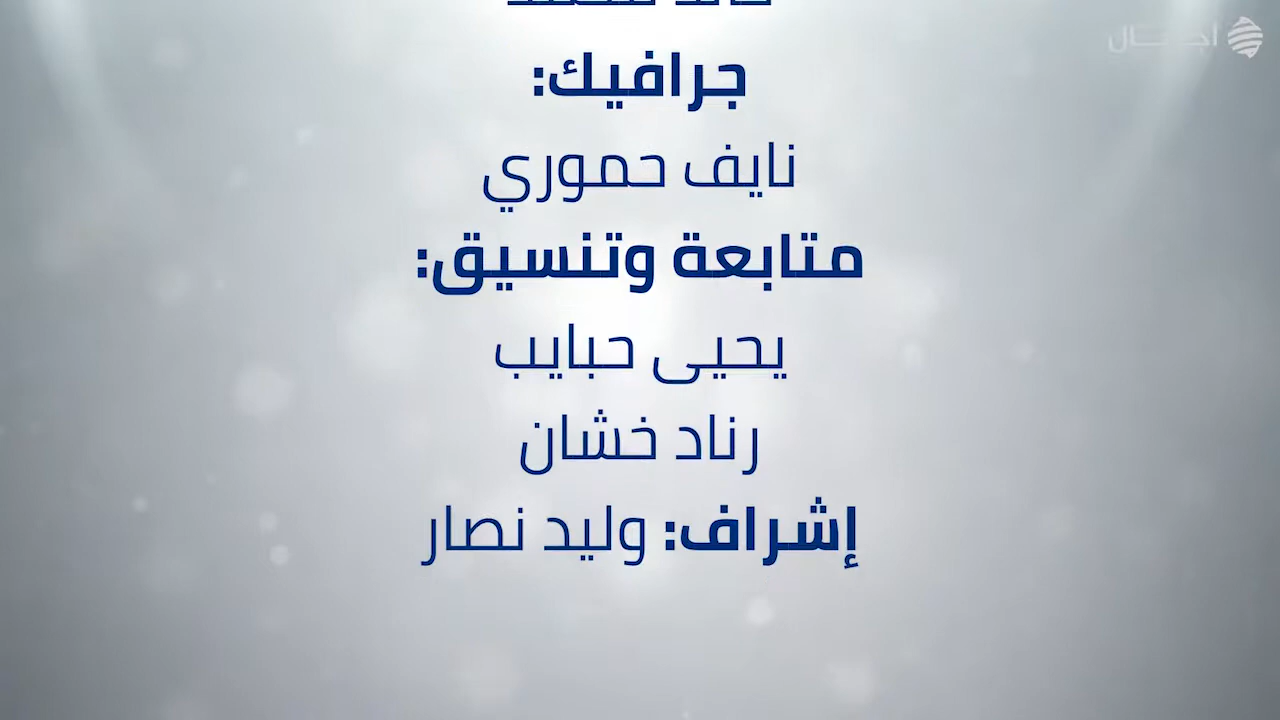 جرافيك:
نايف حموري
متابعة وتنسيق:
يحيى حبايب
رناد خشان
إشراف: وليد نصار